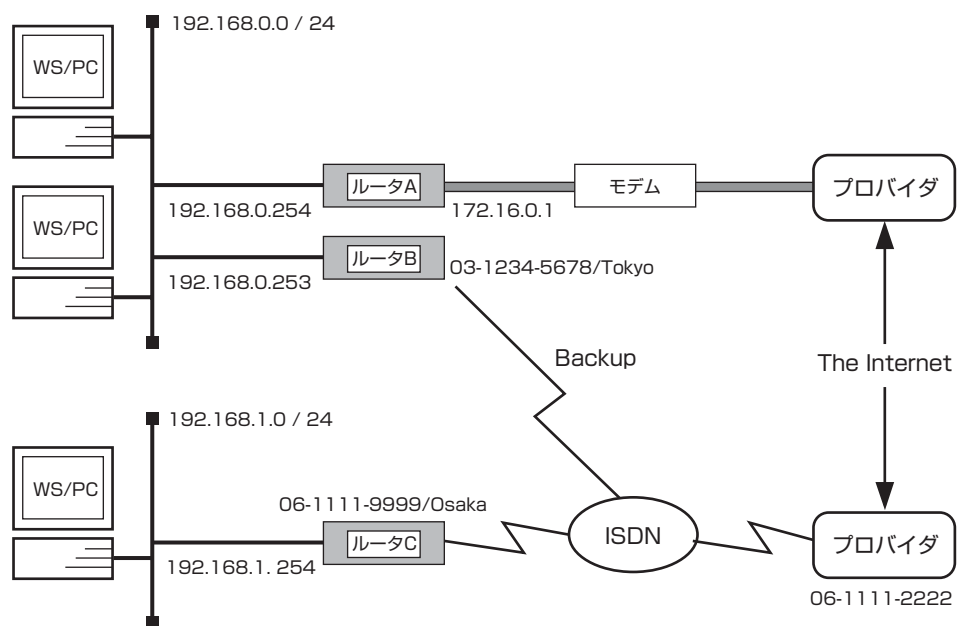 192.168.0.0 / 24
WS/PC
ルータA
モデム
プロバイダ
192.168.0.254
172.16.0.1
WS/PC
ルータB
03-1234-5678/Tokyo
192.168.0.253
Backup
The Internet
192.168.1.0 / 24
WS/PC
06-1111-9999/Osaka
ルータC
ISDN
プロバイダ
192.168.1. 254
06-1111-2222